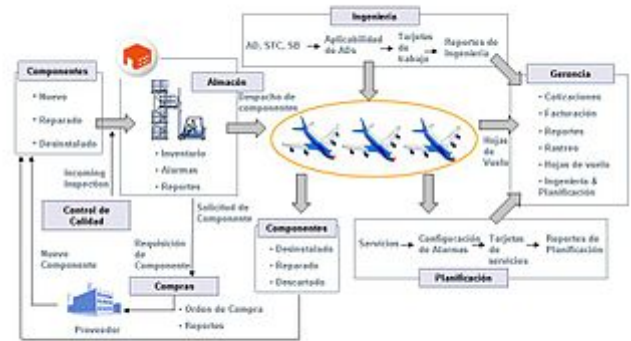 Ingeniería
AD, STC, SB
Aplicabilidad
de ADs
Tarjetas
de
trabajo
Reportes de
Ingeniería
Componentes
• Nuevo
• Reparado
• Desinstalado
Almacén
• Inventario
• Alarmas
• Reportes
Despacho de
componentes
Hojas
de
Vuelo
Gerencia
• Cotizaciones
• Facturación
• Reportes
• Rastreo
• Hojas de vuelo
• Ingeniería &
Planificación
Incoming
Inspection
Control de
Calidad
Solicitud de
Componente
Nuevo
Componente
Requisición
de
Componente
Compras
• Orden de Compra
• Reportes
Proveedor
Componentes
• Desinstalado
• Reparado
• Descartado
Servicios
Configuración
de Alarmas
Tarjetas
de
servicios
Reportes de
Planificación
Planificación